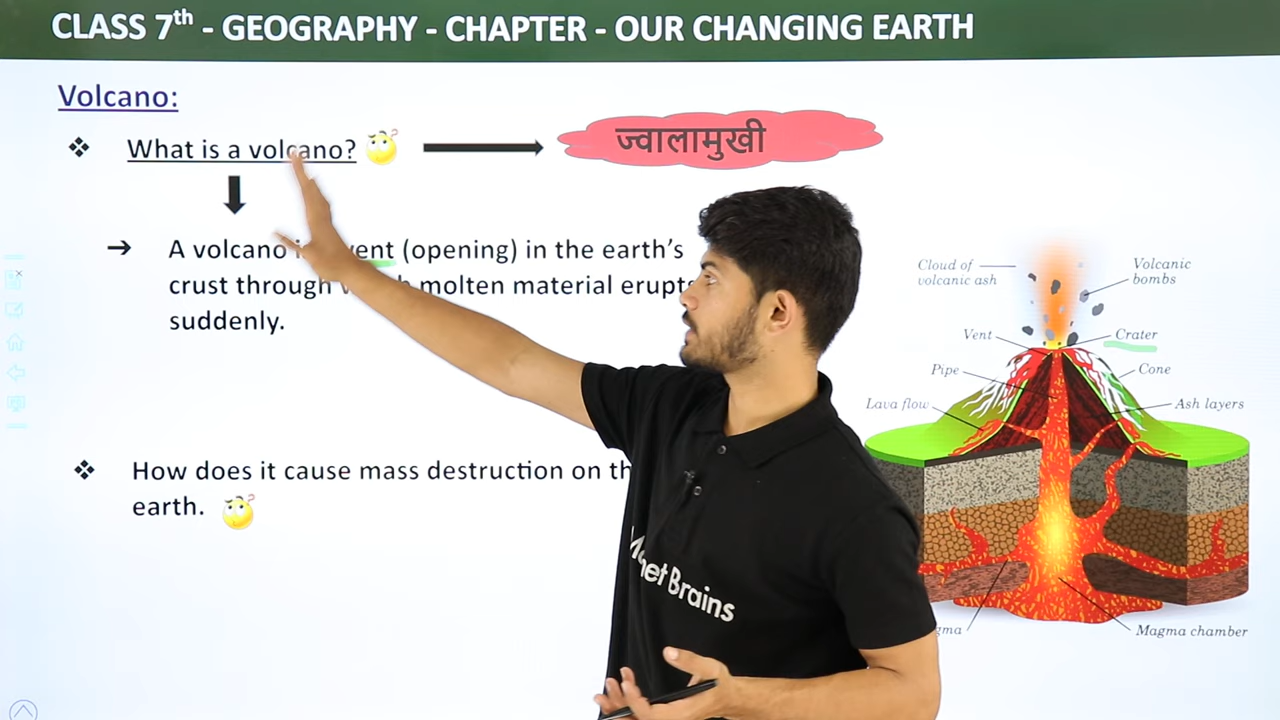 CLASS 7th - GEOGRAPHY - CHAPTER - OUR CHANGING EARTH
Volcano:
What is a volcano?
ज्वालामुखी
A volcano vent (opening) in the earth's
crust through molten material erupts
suddenly.
How does it cause mass destruction on
earth.
Cloud of
volcanic ash
Volcanic
bombs
Vent
Crater
Pipe
Cone
Lava flow
Ash layers
Magma chamber
Brains